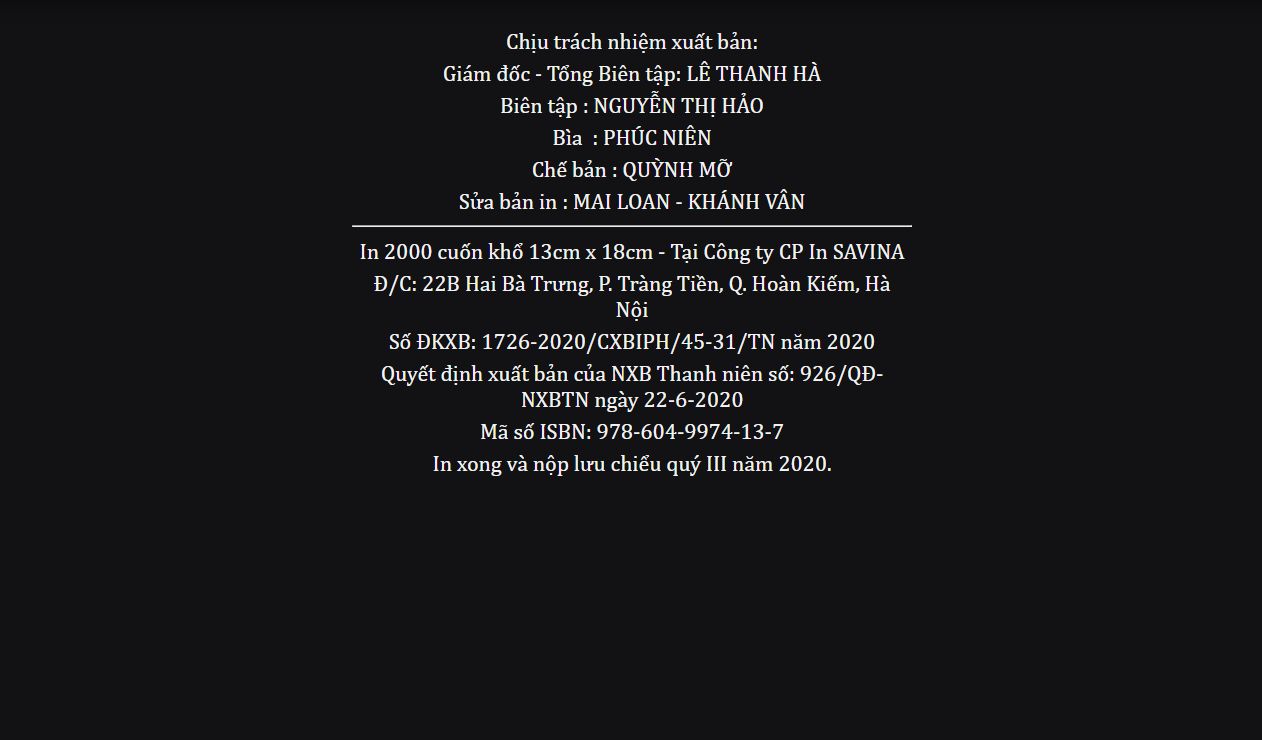 Chịu trách nhiệm xuất bản:
Giám đốc - Tổng Biên tập: LÊ THANH HÀ
Biên tập : NGUYỄN THỊ HẢO
Bìa  : PHÚC NIÊN
Chế bản : QUỲNH MỠ
Sửa bản in : MAI LOAN - KHÁNH VÂN
In 2000 cuốn khổ 13cm x 18cm - Tại Công ty CP In SAVINA
Đ/C: 22B Hai Bà Trưng, P. Tràng Tiền, Q. Hoàn Kiếm, Hà
Nội
Số ĐKXB: 1726-2020/CXBIPH/45-31/TN năm 2020
Quyết định xuất bản của NXB Thanh niên số: 926/QĐ-
NXBTN ngày 22-6-2020
Mã số ISBN: 978-604-9974-13-7
In xong và nộp lưu chiểu quý III năm 2020.